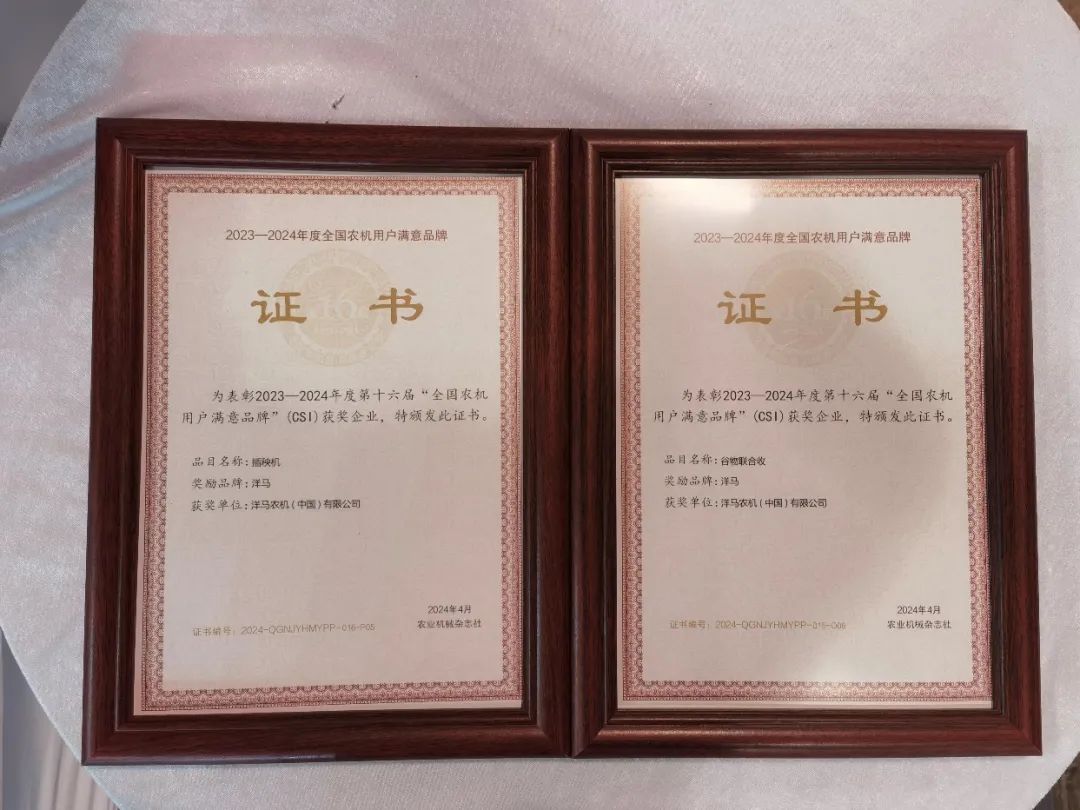 2023—2024年度全国农机用户满意品牌
证 书
为表彰2023—2024年度第十六届“全国农机
用户满意品牌”(CSI)获奖企业，特颁发此证书。
品目名称：插秧机
奖励品牌：洋马
获奖单位：洋马农机（中国）有限公司
2024年4月
证书编号：2024-QGNJYHMYPP-016-P05
农业机械杂志社
2023—2024年度全国农机用户满意品牌
证 书
为表彰2023—2024年度第十六届“全国农机
用户满意品牌”(CSI)获奖企业，特颁发此证书。
品目名称：谷物联合收
奖励品牌：洋马
获奖单位：洋马农机（中国）有限公司
2024年4月
证书编号：2024-QGNJYHMYPP-016-O06
农业机械杂志社